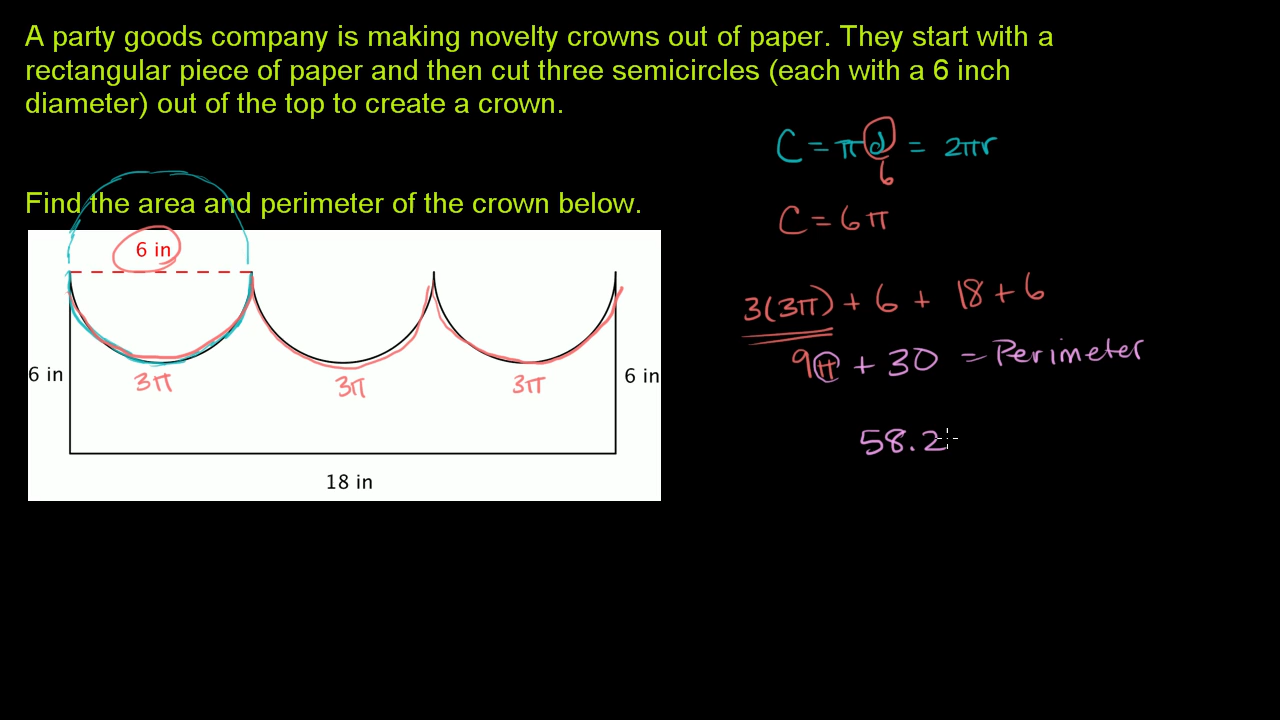 A party goods company is making novelty crowns out of paper. They start with a
rectangular piece of paper and then cut three semicircles (each with a 6 inch
diameter) out of the top to create a crown.
Find the area and perimeter of the crown below.
6 in
6 in
6 in
3π
3π
3π
18 in
C = πd = 2πr
6
C = 6π
3(3π) + 6 + 18 + 6
9π + 30 = Perimeter
58.2